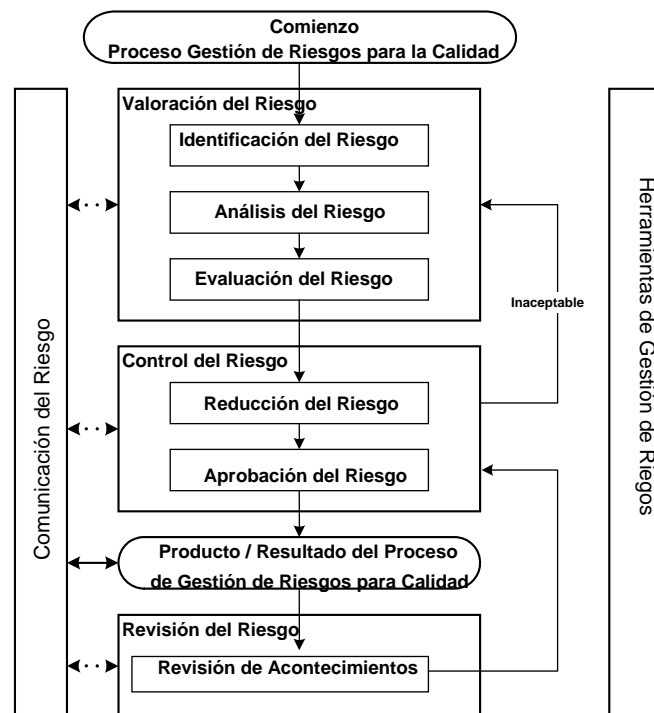 Comienzo
Proceso Gestión de Riesgos para la Calidad
Valoración del Riesgo
Identificación del Riesgo
Análisis del Riesgo
Evaluación del Riesgo
Inaceptable
Control del Riesgo
Reducción del Riesgo
Aprobación del Riesgo
Producto / Resultado del Proceso
de Gestión de Riesgos para Calidad
Revisión del Riesgo
Revisión de Acontecimientos
Comunicación del Riesgo
Herramientas de Gestión de Riegos